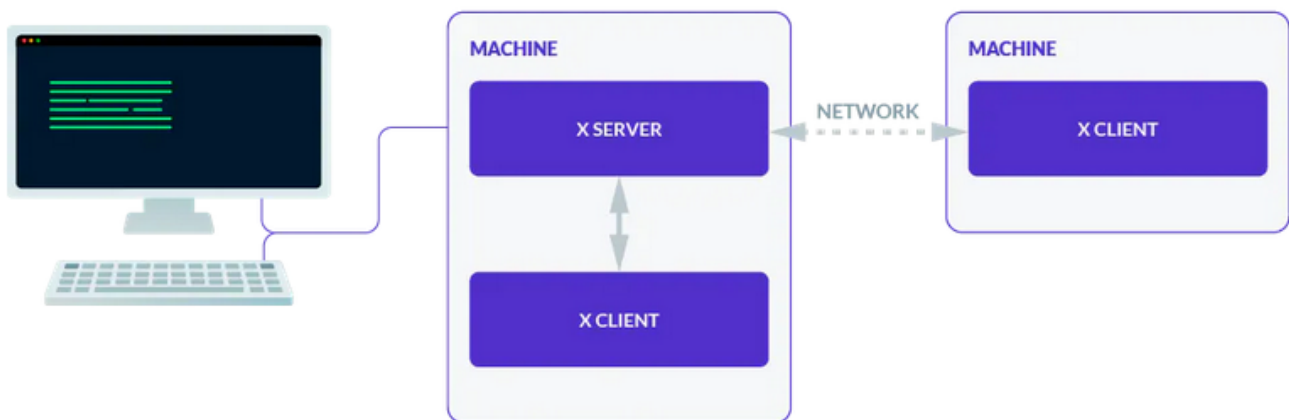 MACHINE
X SERVER
X CLIENT
NETWORK
MACHINE
X CLIENT